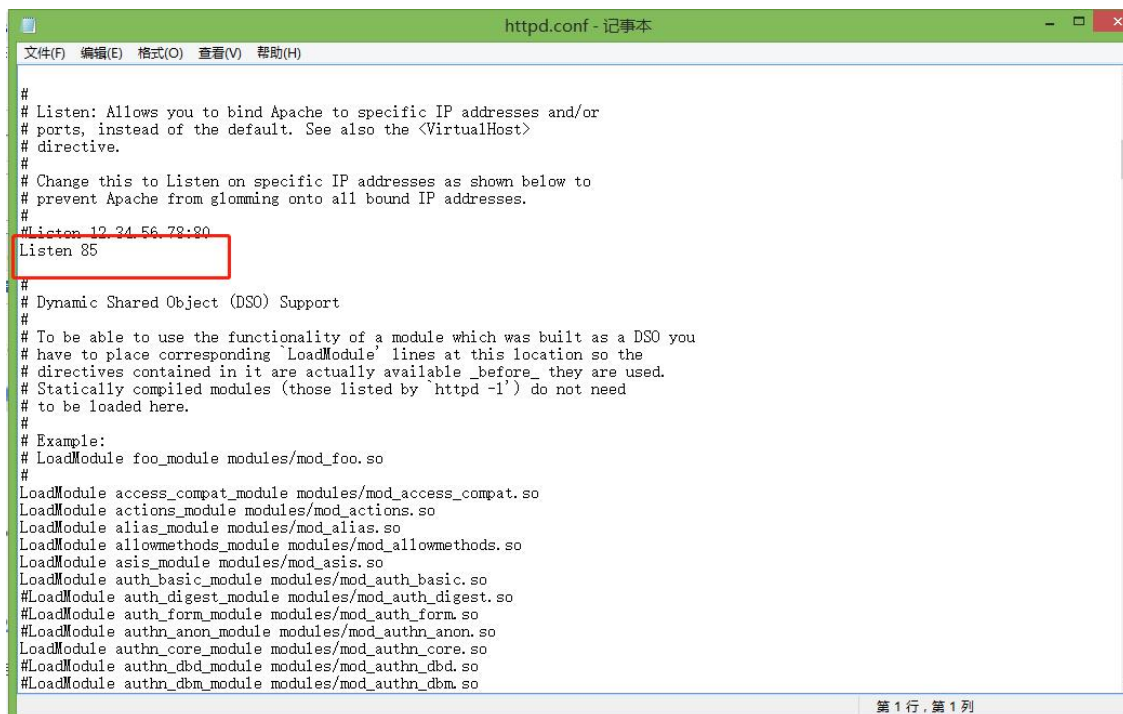 httpd.conf - 记事本
文件(F) 编辑(E) 格式(O) 查看(V) 帮助(H)
#
# Listen: Allows you to bind Apache to specific IP addresses and/or
# ports, instead of the default. See also the <VirtualHost>
# directive.
#
# Change this to Listen on specific IP addresses as shown below to
# prevent Apache from glomming onto all bound IP addresses.
#
#Listen 12.34.56.78:80
Listen 85
#
# Dynamic Shared Object (DSO) Support
#
# To be able to use the functionality of a module which was built as a DSO you
# have to place corresponding `LoadModule' lines at this location so the
# directives contained in it are actually available _before_ they are used.
# Statically compiled modules (those listed by `httpd -l') do not need
# to be loaded here.
#
# Example:
# LoadModule foo_module modules/mod_foo.so
#
LoadModule access_compat_module modules/mod_access_compat.so
LoadModule actions_module modules/mod_actions.so
LoadModule alias_module modules/mod_alias.so
LoadModule allowmethods_module modules/mod_allowmethods.so
LoadModule asis_module modules/mod_asis.so
LoadModule auth_basic_module modules/mod_auth_basic.so
#LoadModule auth_digest_module modules/mod_auth_digest.so
#LoadModule auth_form_module modules/mod_auth_form.so
#LoadModule authn_anon_module modules/mod_authn_anon.so
LoadModule authn_core_module modules/mod_authn_core.so
#LoadModule authn_dbd_module modules/mod_authn_dbd.so
#LoadModule authn_dbm_module modules/mod_authn_dbm.so
第 1 行，第 1 列